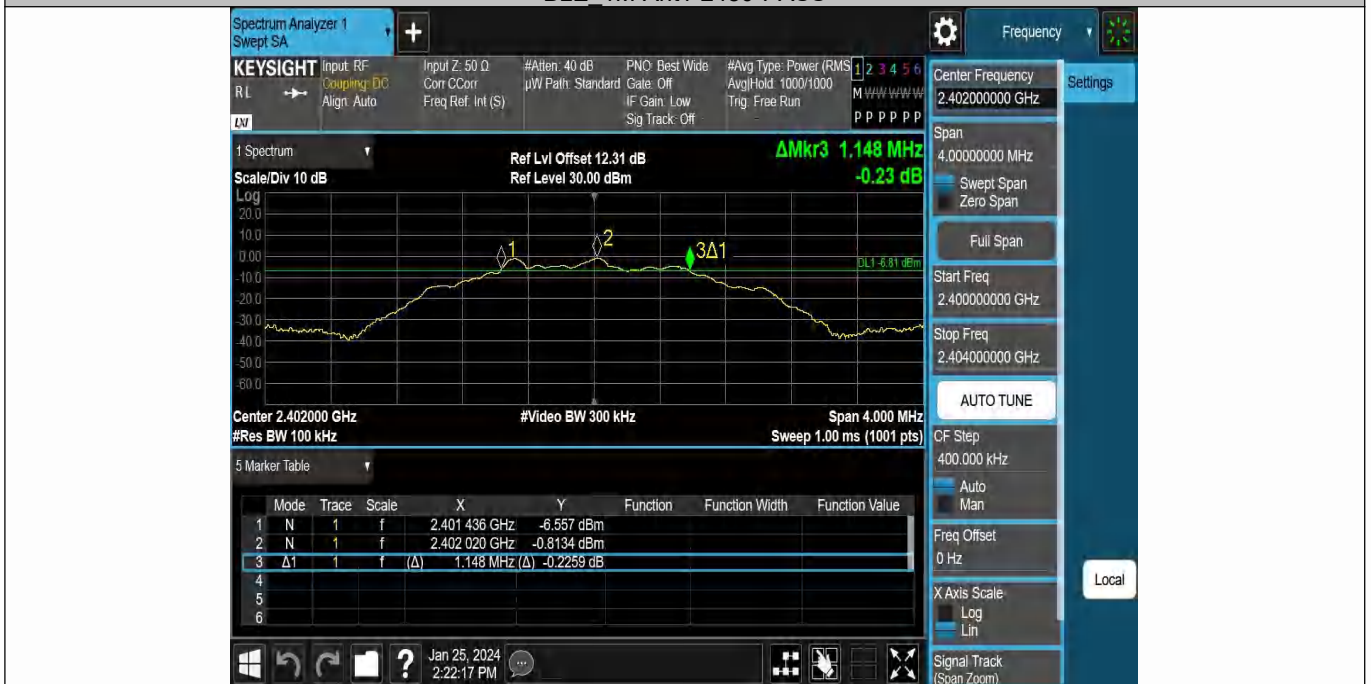 Spectrum Analyzer 1
Swept SA
+
Frequency
KEYSIGHT
RL
LXI
Input: RF
Coupling: DC
Align: Auto
Input Z: 50 Ω
Corr CCorr
Freq Ref: Int (S)
#Atten: 40 dB
µW Path: Standard
PNO: Best Wide
Gate: Off
IF Gain: Low
Sig Track: Off
#Avg Type: Power (RMS
Avg|Hold: 1000/1000
Trig: Free Run
1 2 3 4 5 6
M W W W W W
P P P P P P
1 Spectrum
Scale/Div 10 dB
Ref Lvl Offset 12.31 dB
Ref Level 30.00 dBm
ΔMkr3 1.148 MHz
-0.23 dB
Log
20.0
10.0
0.00
-10.0
-20.0
-30.0
-40.0
-50.0
-60.0
1
2
3Δ1
DL1 -6.81 dBm
Center 2.402000 GHz
#Video BW 300 kHz
Span 4.000 MHz
#Res BW 100 kHz
Sweep 1.00 ms (1001 pts)
5 Marker Table
Mode Trace Scale X Y Function Function Width Function Value
1 N 1 f 2.401 436 GHz -6.557 dBm
2 N 1 f 2.402 020 GHz -0.8134 dBm
3 Δ1 1 f (Δ) 1.148 MHz (Δ) -0.2259 dB
4
5
6
?
Jan 25, 2024
2:22:17 PM
Center Frequency
2.402000000 GHz
Settings
Span
4.00000000 MHz
Swept Span
Zero Span
Full Span
Start Freq
2.400000000 GHz
Stop Freq
2.404000000 GHz
AUTO TUNE
CF Step
400.000 kHz
Auto
Man
Freq Offset
0 Hz
X Axis Scale
Log
Lin
Local
Signal Track
(Span Zoom)